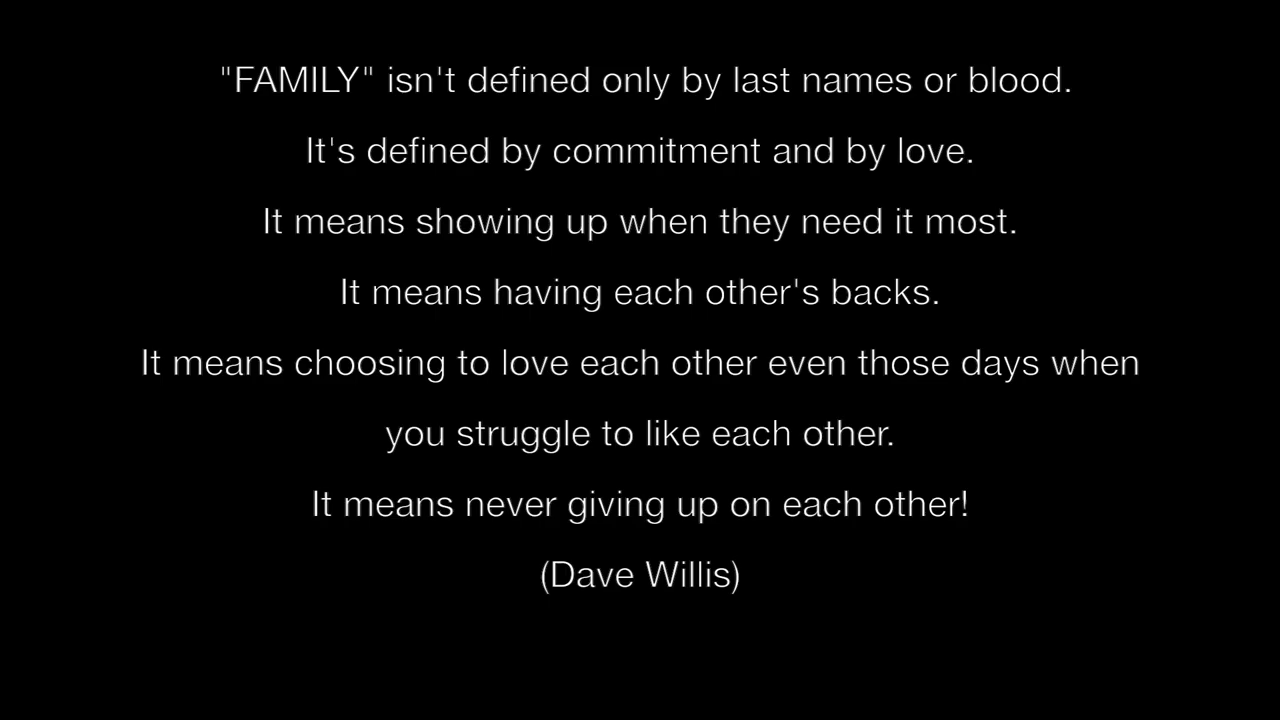 "FAMILY" isn't defined only by last names or blood.
It's defined by commitment and by love.
It means showing up when they need it most.
It means having each other's backs.
It means choosing to love each other even those days when
you struggle to like each other.
It means never giving up on each other!
(Dave Willis)